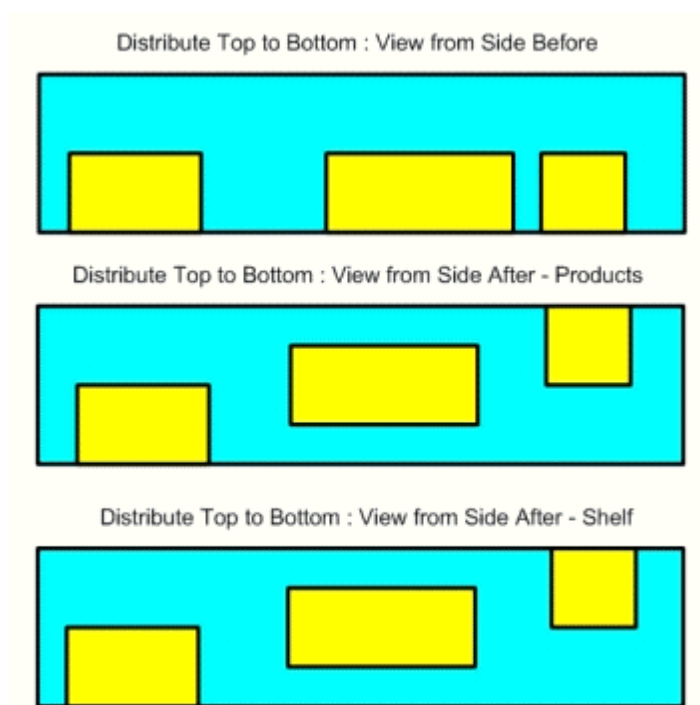 Distribute Top to Bottom : View from Side Before
Distribute Top to Bottom : View from Side After - Products
Distribute Top to Bottom : View from Side After - Shelf